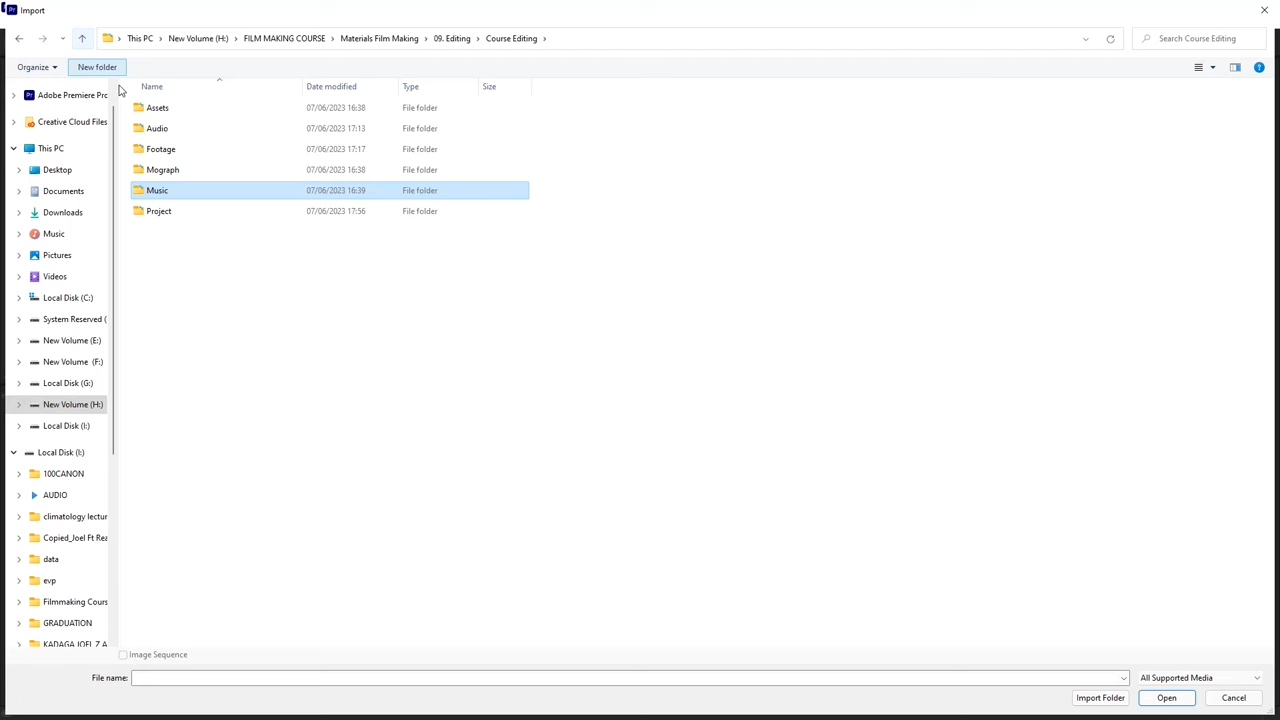 Pr Import
This PC › New Volume (H:) › FILM MAKING COURSE › Materials Film Making › 09. Editing › Course Editing ›
Search Course Editing
Organize
New folder
Name Date modified Type Size
Assets 07/06/2023 16:38 File folder
Audio 07/06/2023 17:13 File folder
Footage 07/06/2023 17:17 File folder
Mograph 07/06/2023 16:38 File folder
Music 07/06/2023 16:39 File folder
Project 07/06/2023 17:56 File folder
Pr Adobe Premiere Prc
Creative Cloud Files
This PC
Desktop
Documents
Downloads
Music
Pictures
Videos
Local Disk (C:)
System Reserved (
New Volume (E:)
New Volume (F:)
Local Disk (G:)
New Volume (H:)
Local Disk (I:)
Local Disk (I:)
100CANON
AUDIO
climatology lectur
Copied_Joel Ft Rea
data
evp
Filmmaking Cours
GRADUATION
KADAGA JOEL Z A
Image Sequence
File name:
All Supported Media
Import Folder
Open
Cancel